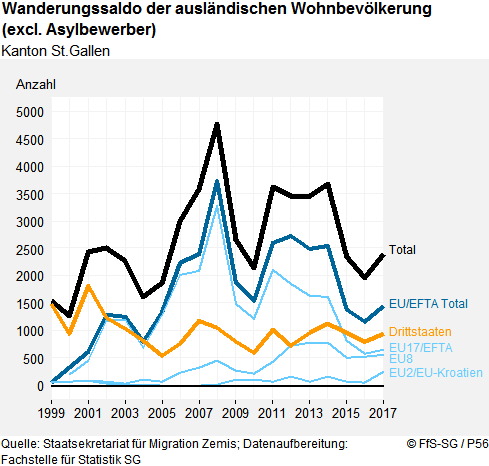 Wanderungssaldo der ausländischen Wohnbevölkerung
(excl. Asylbewerber)
Kanton St.Gallen
Anzahl
5000
4500
4000
3500
3000
2500
2000
1500
1000
500
0
Total
EU/EFTA Total
Drittstaaten
EU17/EFTA
EU8
EU2/EU-Kroatien
1999 2001 2003 2005 2007 2009 2011 2013 2015 2017
Quelle: Staatsekretariat für Migration Zemis; Datenaufbereitung: © FfS-SG / P56
Fachstelle für Statistik SG